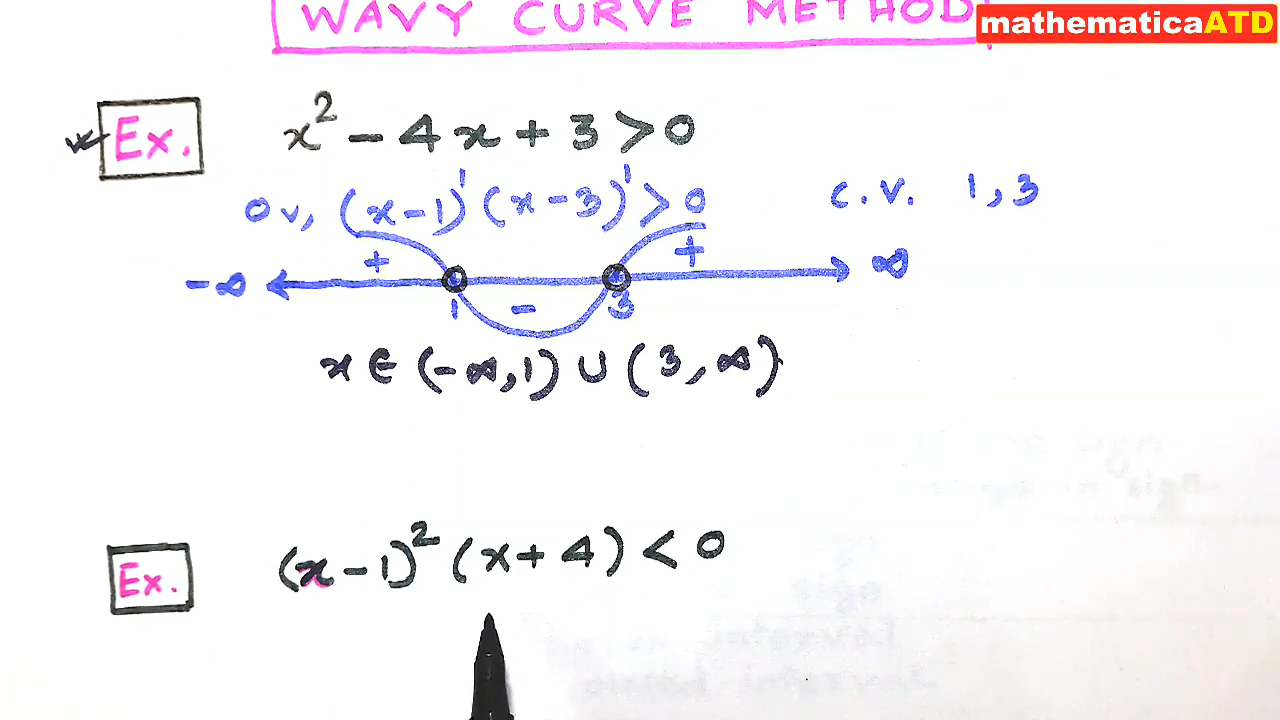 WAVY CURVE METHOD
mathematicaATD
Ex. x² - 4x + 3 > 0
or, (x-1)¹ (x-3)¹ > 0 C.V. 1, 3
+ +
-∞ ∞
1 - 3
x ∈ (-∞, 1) ∪ (3, ∞)
Ex. (x-1)² (x+4) < 0